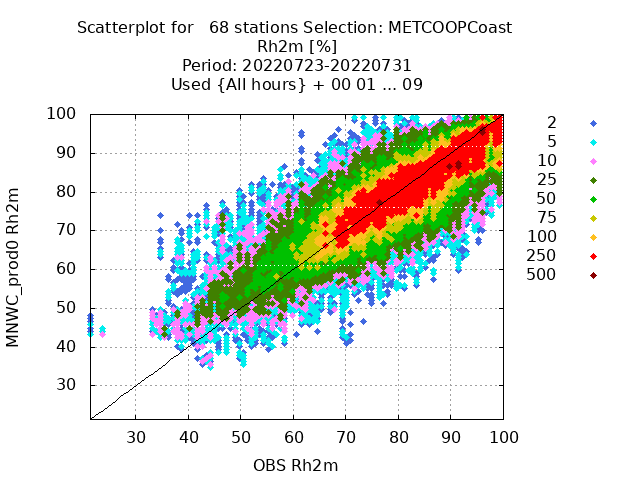 Scatterplot for   68 stations Selection: METCOOPCoast
Rh2m [%]
Period: 20220723-20220731
Used {All hours} + 00 01 ... 09
MNWC_prod0 Rh2m
100
90
80
70
60
50
40
30
30 40 50 60 70 80 90 100
OBS Rh2m
2
5
10
25
50
75
100
250
500